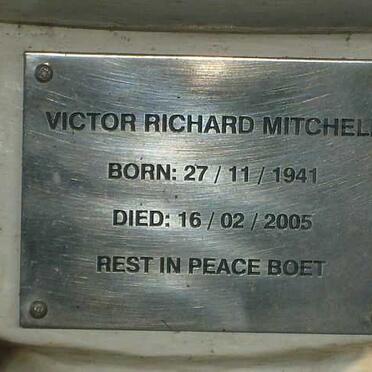 VICTOR RICHARD MITCHELL
BORN: 27 / 11 / 1941
DIED: 16 / 02 / 2005
REST IN PEACE BOET